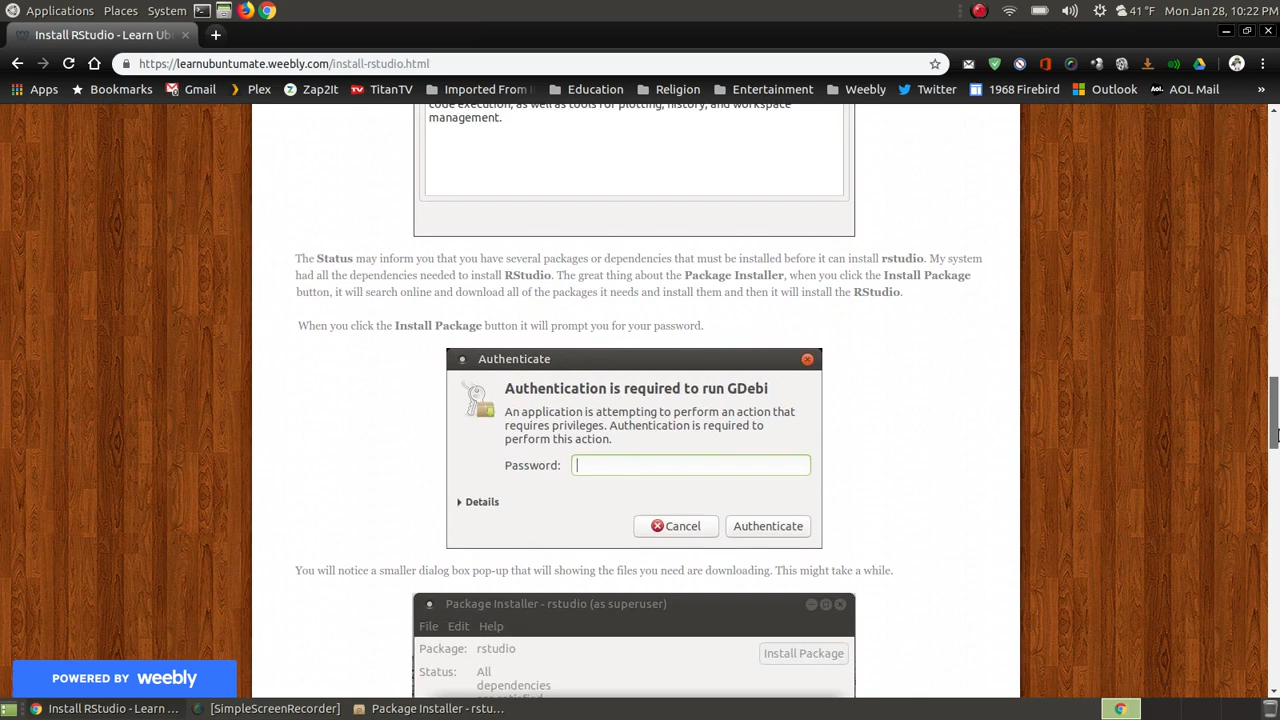 Applications Places System
41°F Mon Jan 28, 10:22 PM
Install RStudio - Learn Ub
https://learnubuntumate.weebly.com/install-rstudio.html
Apps Bookmarks Gmail Plex Zap2It TitanTV Imported From Education Religion Entertainment Weebly Twitter 1968 Firebird Outlook AOL Mail »
code execution, as well as tools for plotting, history, and workspace
management.
The Status may inform you that you have several packages or dependencies that must be installed before it can install rstudio. My system
had all the dependencies needed to install RStudio. The great thing about the Package Installer, when you click the Install Package
button, it will search online and download all of the packages it needs and install them and then it will install the RStudio.
When you click the Install Package button it will prompt you for your password.
Authenticate
Authentication is required to run GDebi
An application is attempting to perform an action that
requires privileges. Authentication is required to
perform this action.
Password:
Details
Cancel Authenticate
You will notice a smaller dialog box pop-up that will showing the files you need are downloading. This might take a while.
Package Installer - rstudio (as superuser)
File Edit Help
Package: rstudio Install Package
Status: All
dependencies
POWERED BY weebly
Install RStudio - Learn ... [SimpleScreenRecorder] Package Installer - rstu...